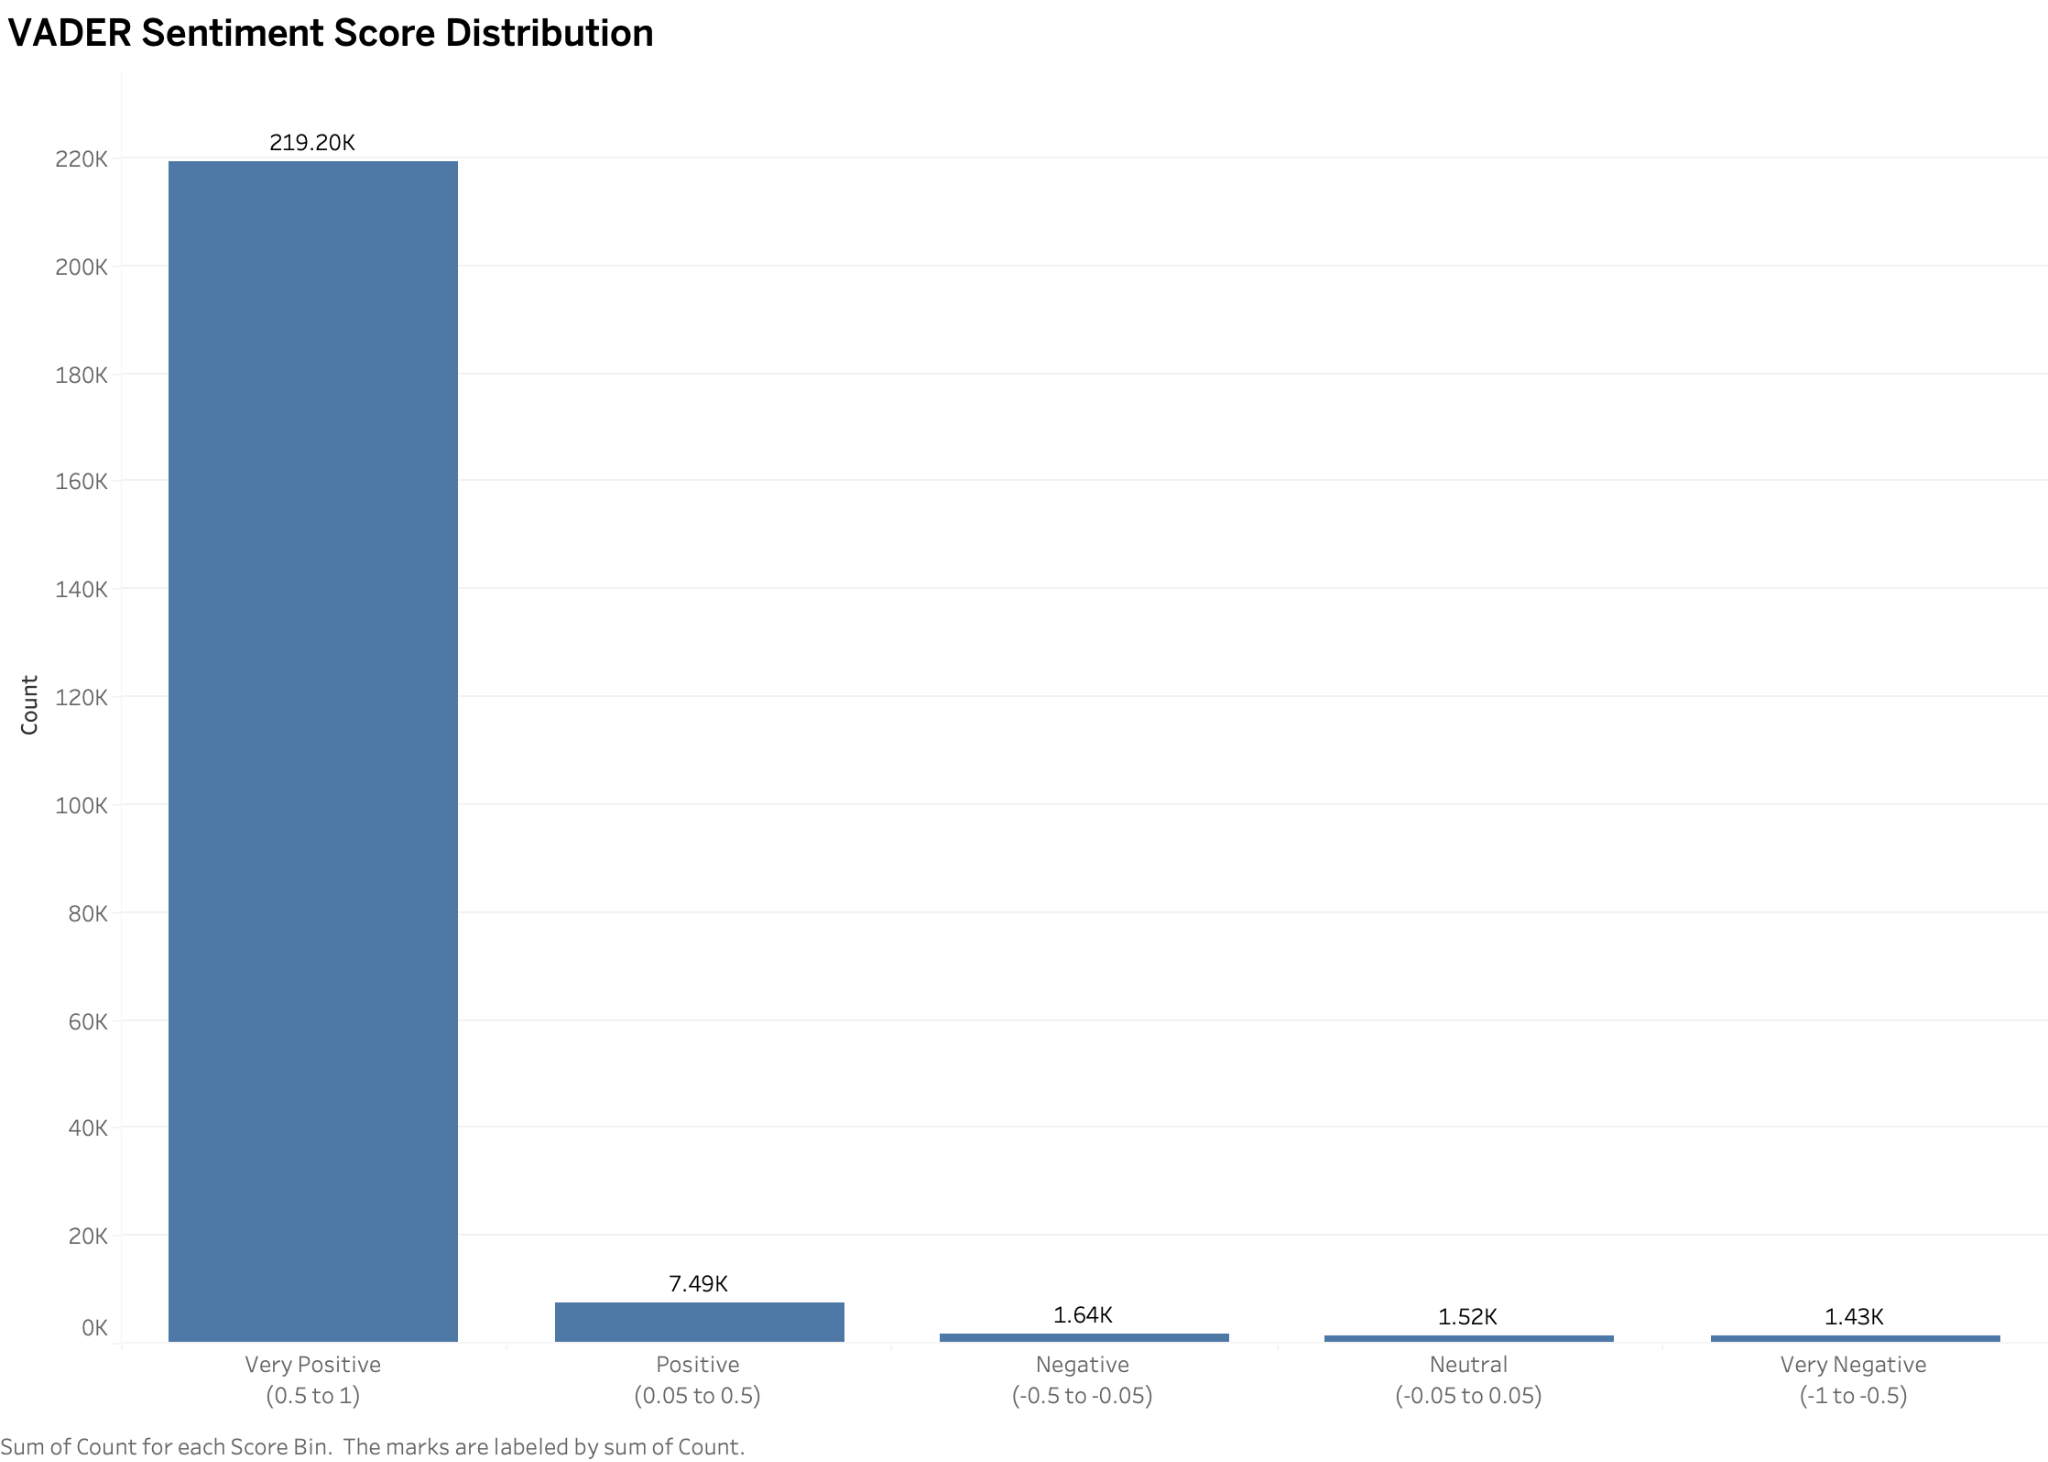 VADER Sentiment Score Distribution
219.20K
220K
200K
180K
160K
140K
120K
Count
100K
80K
60K
40K
20K
7.49K
1.64K
1.52K
1.43K
0K
Very Positive
(0.5 to 1)
Positive
(0.05 to 0.5)
Negative
(-0.5 to -0.05)
Neutral
(-0.05 to 0.05)
Very Negative
(-1 to -0.5)
Sum of Count for each Score Bin.  The marks are labeled by sum of Count.